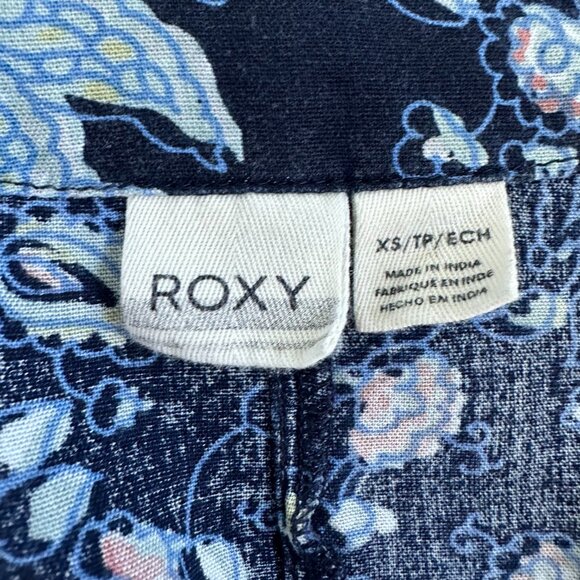 ROXY
XS/TP/ECH
MADE IN INDIA
FABRIQUE EN INDE
HECHO EN INDIA